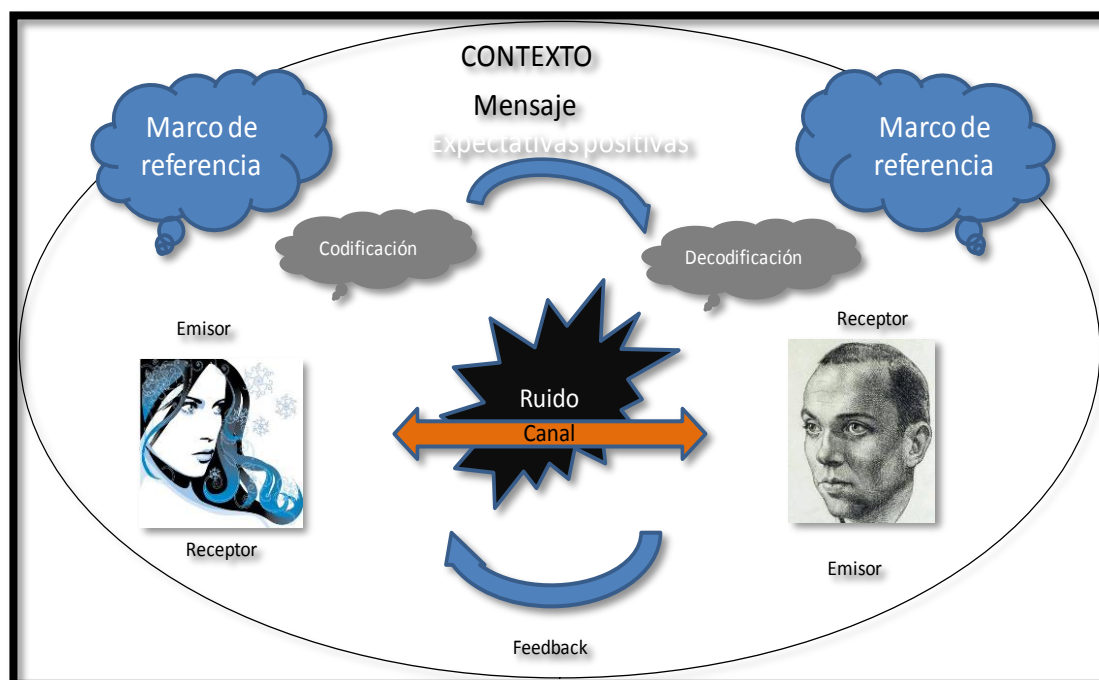 CONTEXTO
Mensaje
Expectativas positivas
Marco de
referencia
Marco de
referencia
Codificación
Decodificación
Emisor
Receptor
Ruido
Canal
Receptor
Emisor
Feedback